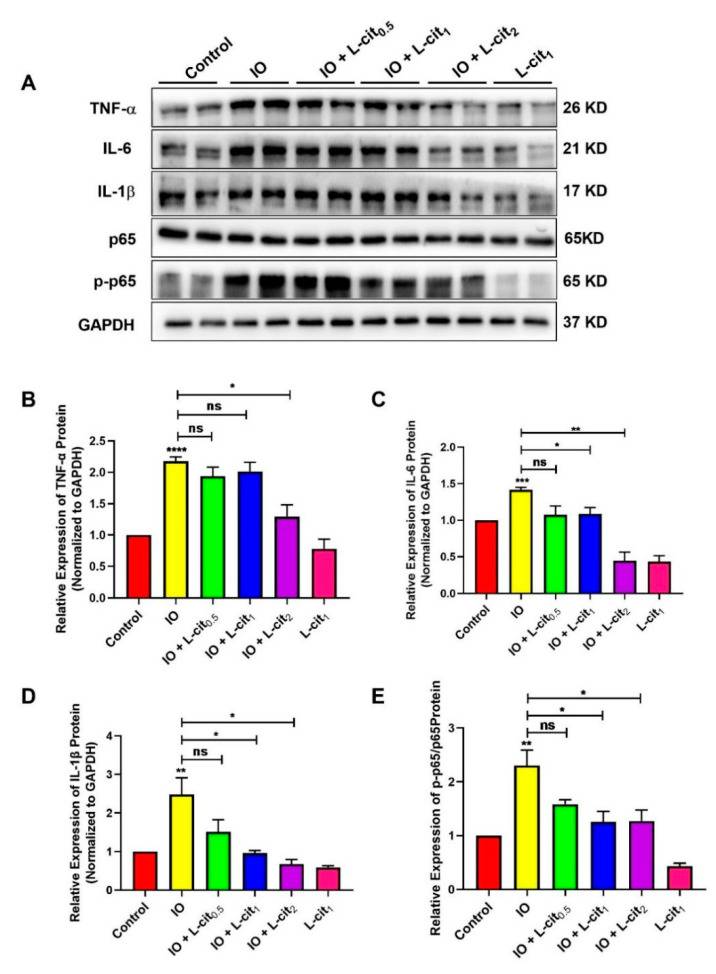 A
Control IO IO + L-cit0.5 IO + L-cit1 IO + L-cit2 L-cit1
TNF-α 26 KD
IL-6 21 KD
IL-1β 17 KD
p65 65KD
p-p65 65 KD
GAPDH 37 KD
B
Relative Expression of TNF-α Protein
(Normalized to GAPDH)
2.5
2.0
1.5
1.0
0.5
0.0
*
ns
ns
****
Control IO IO + L-cit0.5 IO + L-cit1 IO + L-cit2 L-cit1
C
Relative Expression of IL-6 Protein
(Normalized to GAPDH)
2.0
1.5
1.0
0.5
0.0
**
*
ns
***
Control IO IO + L-cit0.5 IO + L-cit1 IO + L-cit2 L-cit1
D
Relative Expression of IL-1β Protein
(Normalized to GAPDH)
4
3
2
1
0
*
*
ns
**
Control IO IO + L-cit0.5 IO + L-cit1 IO + L-cit2 L-cit1
E
Relative Expression of p-p65/p65Protein
3
2
1
0
*
*
ns
**
Control IO IO + L-cit0.5 IO + L-cit1 IO + L-cit2 L-cit1